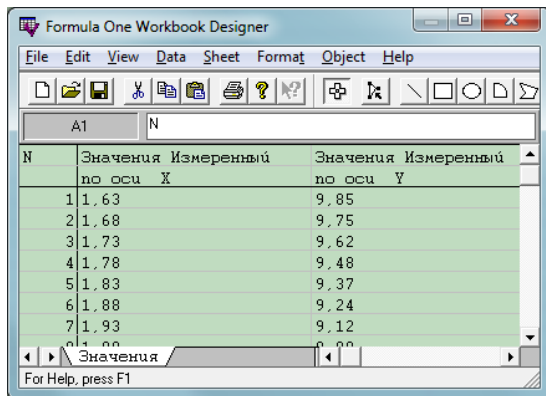 Formula One Workbook Designer
File Edit View Data Sheet Format Object Help
A1 N
N Значения Измеренный Значения Измеренный
по оси X по оси Y
1 1,63 9,85
2 1,68 9,75
3 1,73 9,62
4 1,78 9,48
5 1,83 9,37
6 1,88 9,24
7 1,93 9,12
Значения
For Help, press F1